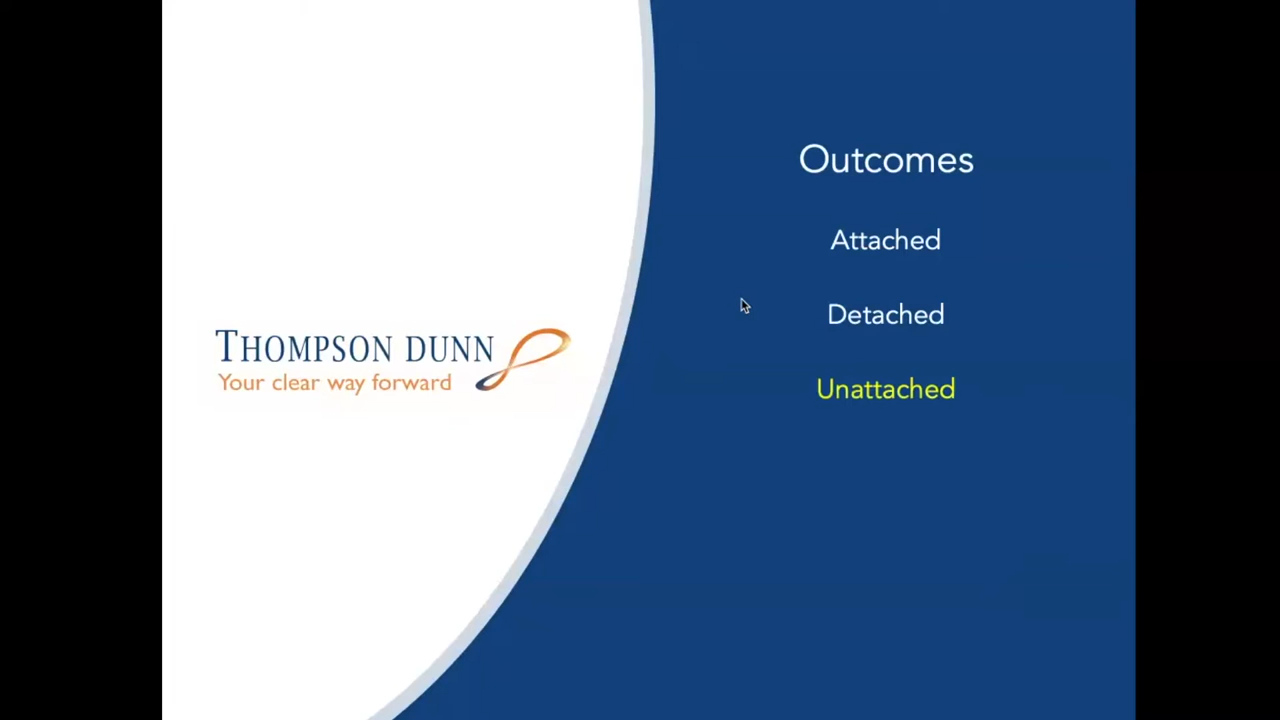 THOMPSON DUNN
Your clear way forward
Outcomes
Attached
Detached
Unattached